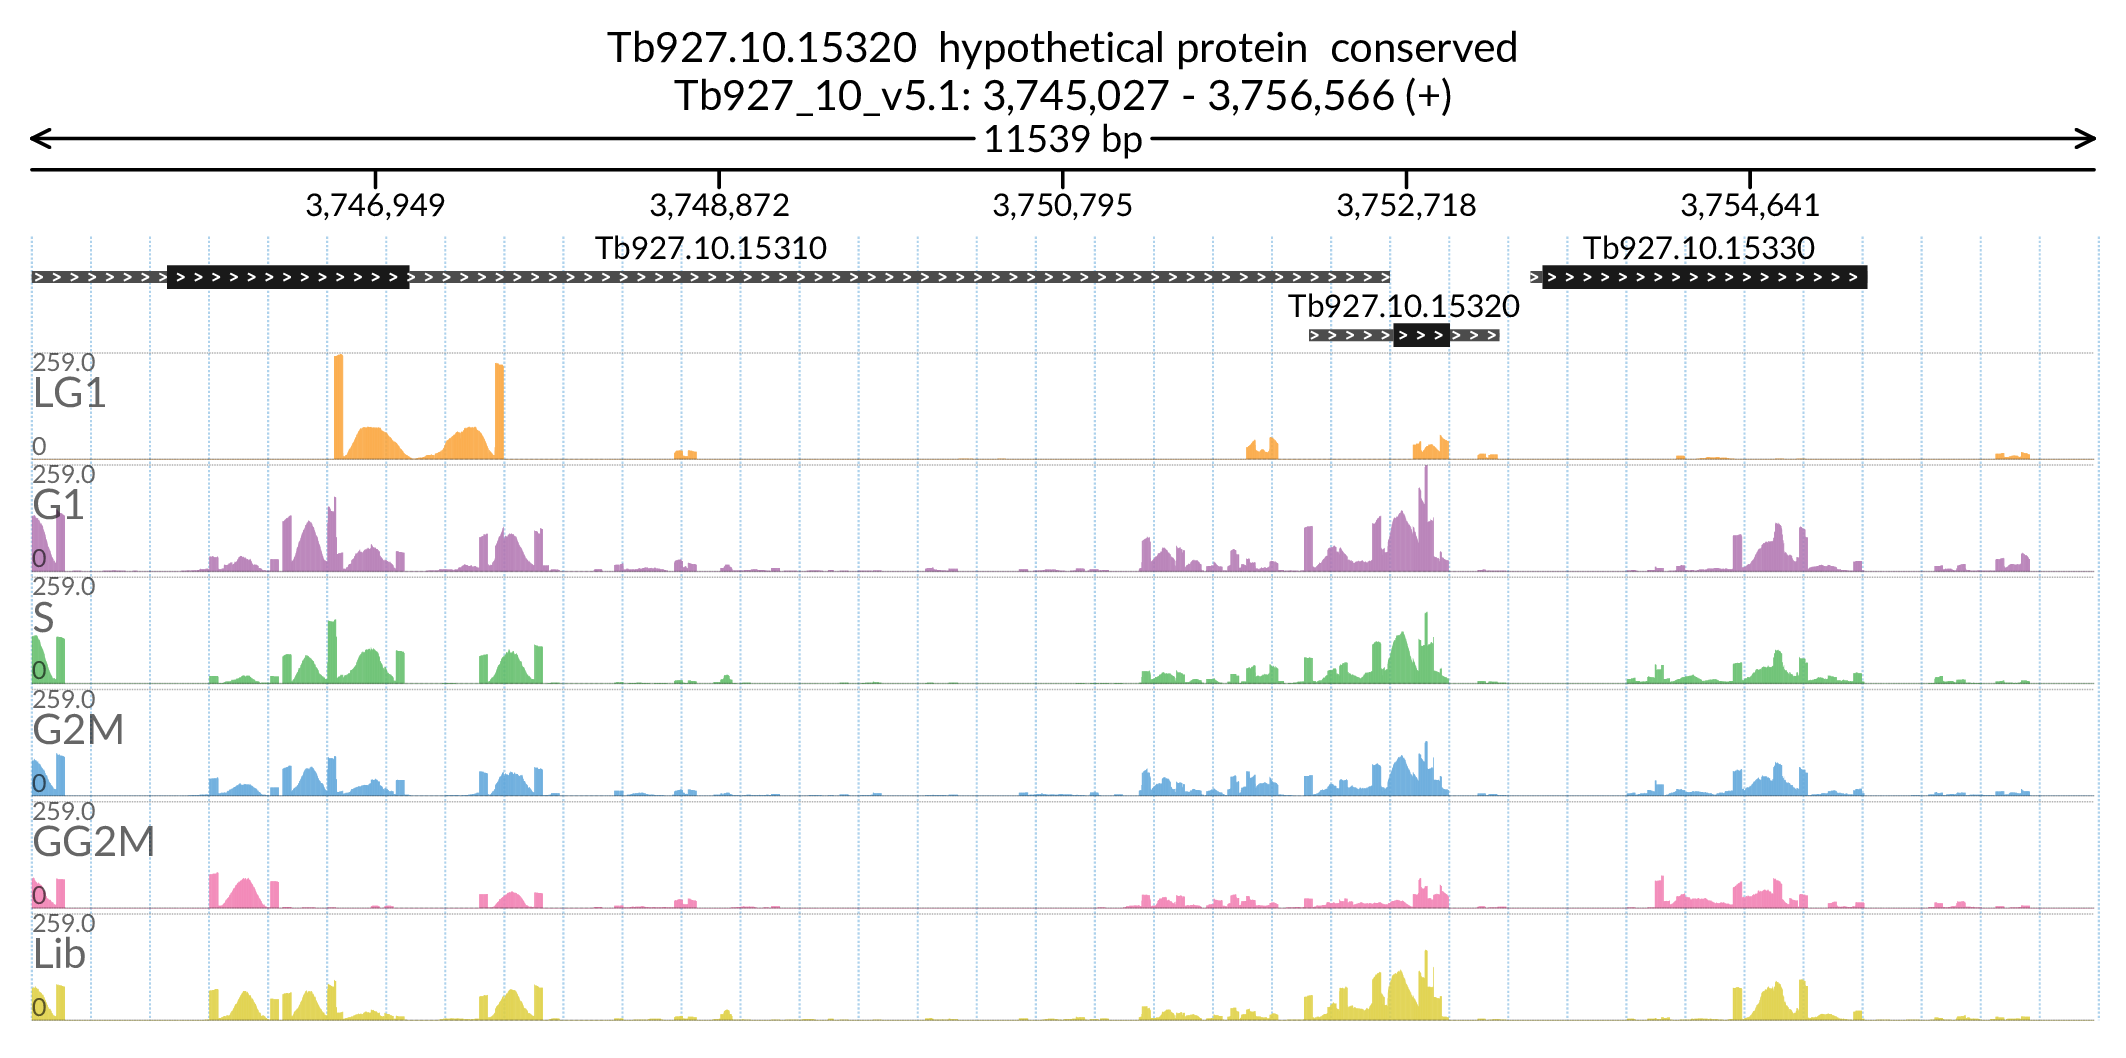 Tb927.10.15320  hypothetical protein  conserved
Tb927_10_v5.1: 3,745,027 - 3,756,566 (+)
11539 bp
3,746,949 3,748,872 3,750,795 3,752,718 3,754,641
Tb927.10.15310 Tb927.10.15330
Tb927.10.15320
259.0
LG1
0
259.0
G1
0
259.0
S
0
259.0
G2M
0
259.0
GG2M
0
259.0
Lib
0